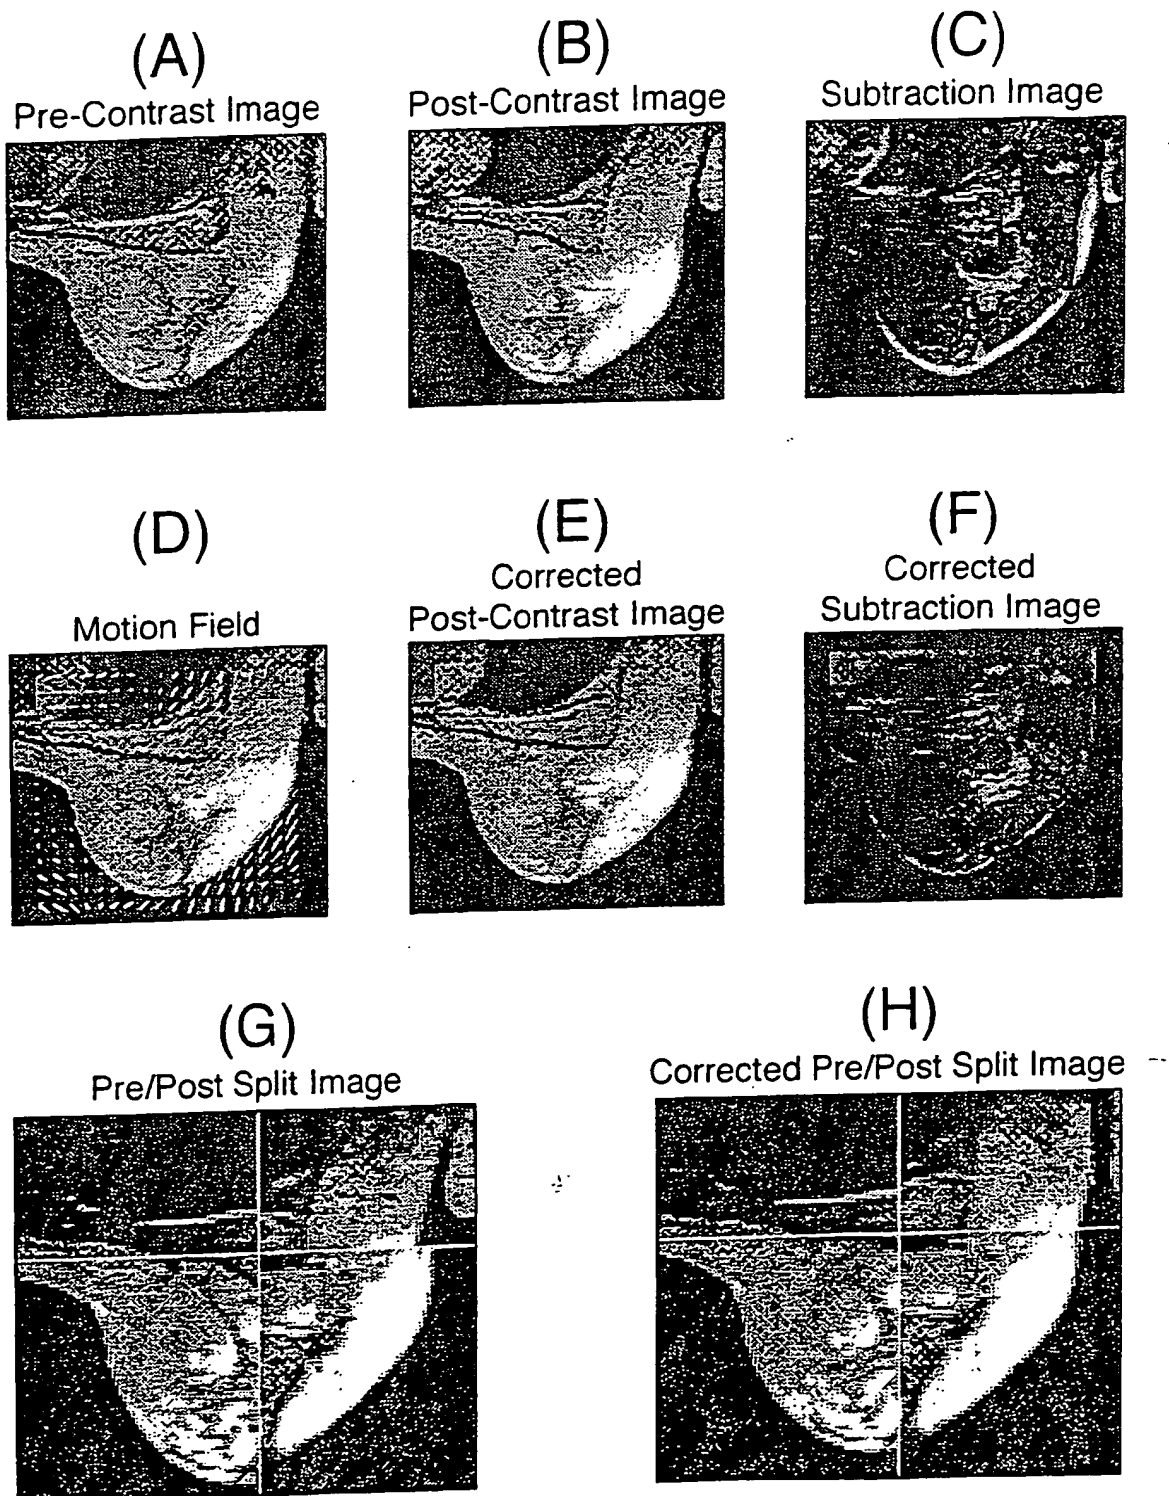 (A)
Pre-Contrast Image
(B)
Post-Contrast Image
(C)
Subtraction Image
(D)
Motion Field
(E)
Corrected
Post-Contrast Image
(F)
Corrected
Subtraction Image
(G)
Pre/Post Split Image
(H)
Corrected Pre/Post Split Image